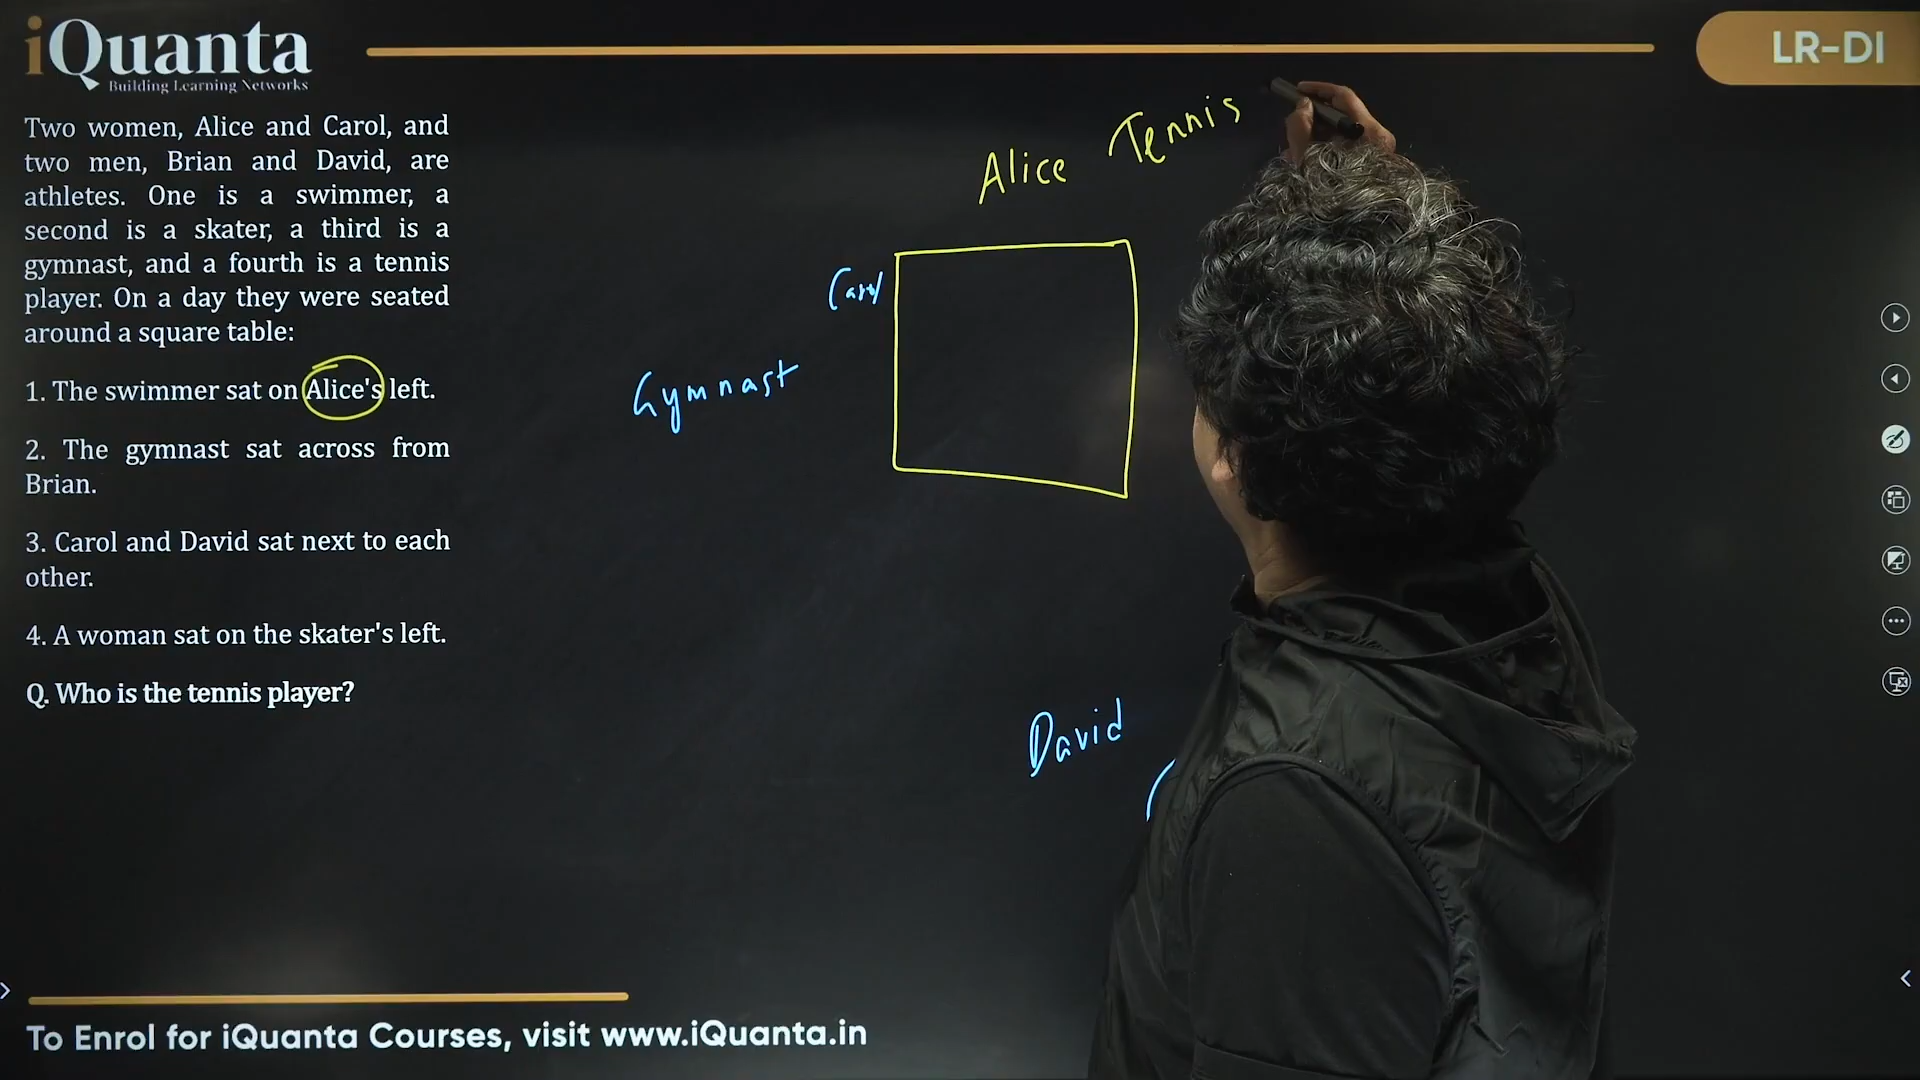 iQuanta
Building Learning Networks
LR-DI
Two women, Alice and Carol, and
two men, Brian and David, are
athletes. One is a swimmer, a
second is a skater, a third is a
gymnast, and a fourth is a tennis
player. On a day they were seated
around a square table:
1. The swimmer sat on Alice's left.
2. The gymnast sat across from
Brian.
3. Carol and David sat next to each
other.
4. A woman sat on the skater's left.
Q. Who is the tennis player?
Alice Tennis
Carol
Gymnast
David
To Enrol for iQuanta Courses, visit www.iQuanta.in